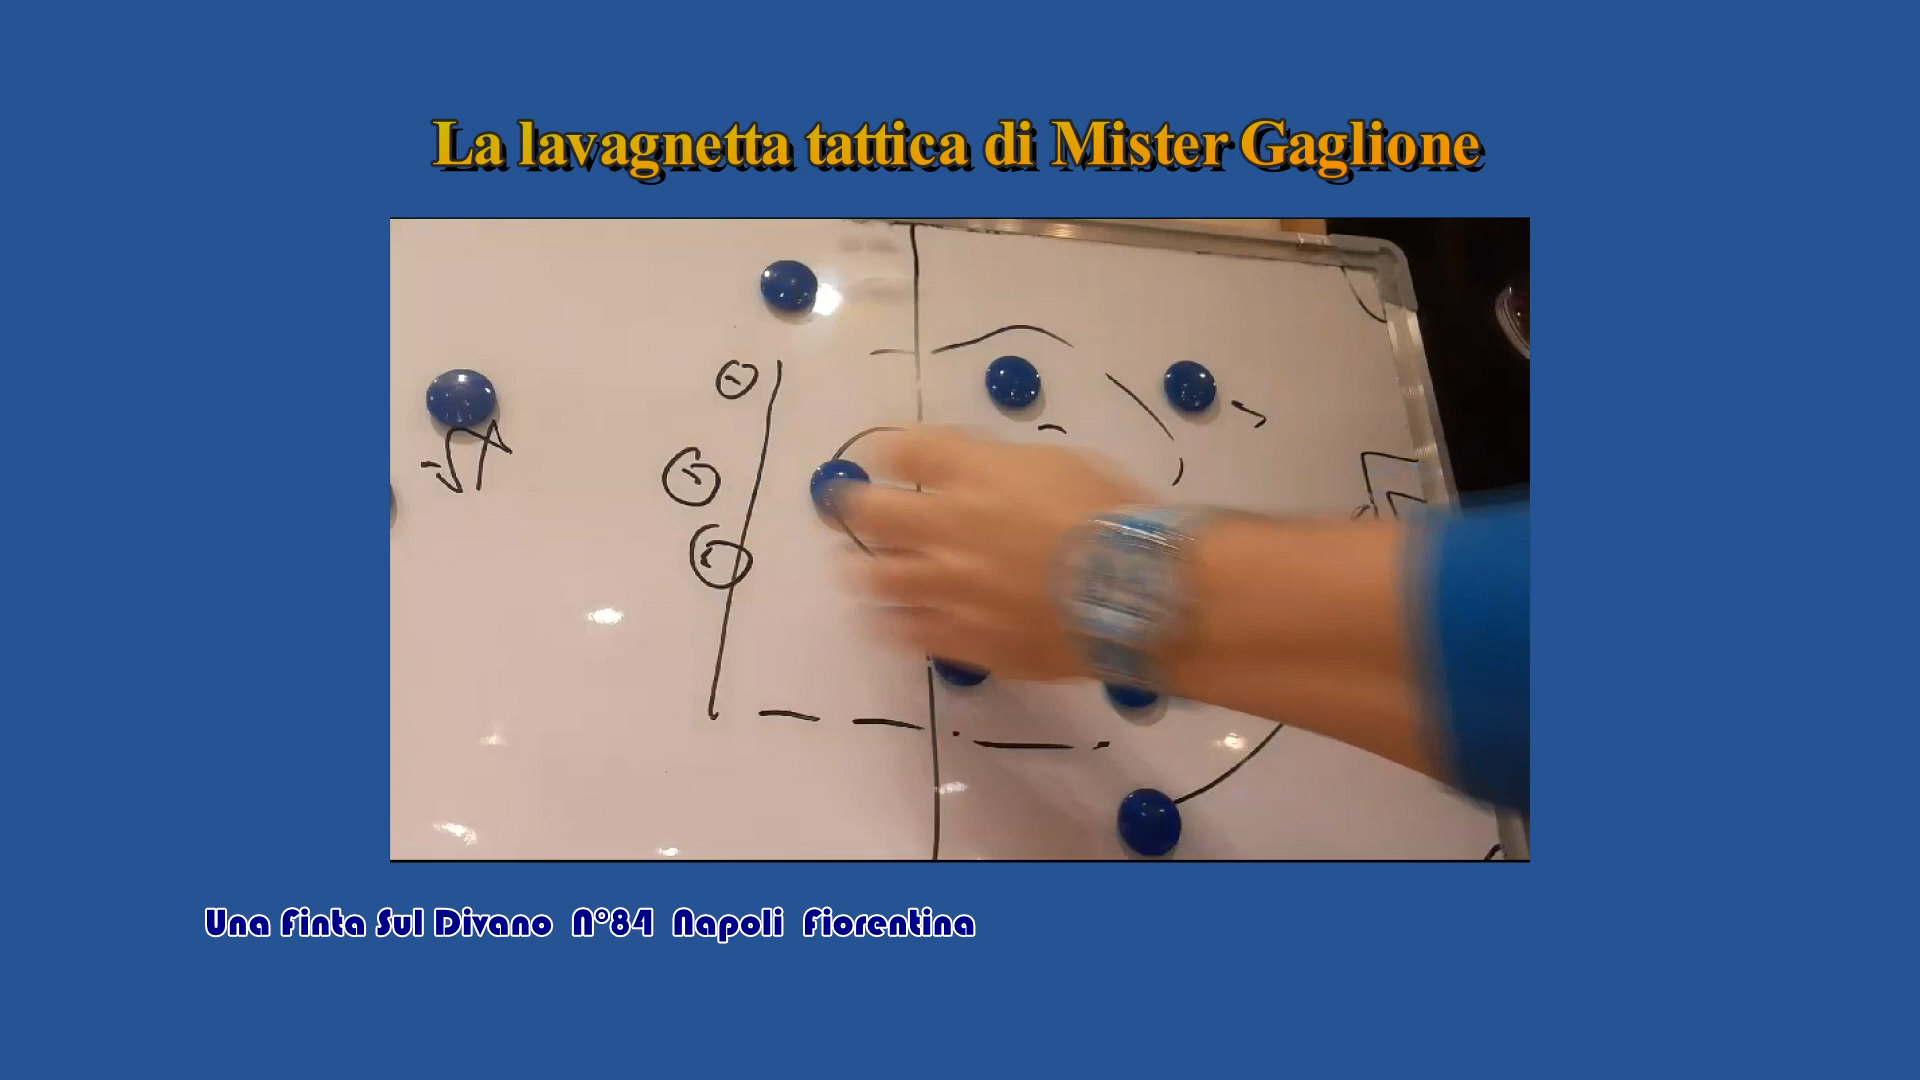 La lavagnetta tattica di Mister Gaglione
Una Finta Sul Divano N°84 Napoli Fiorentina